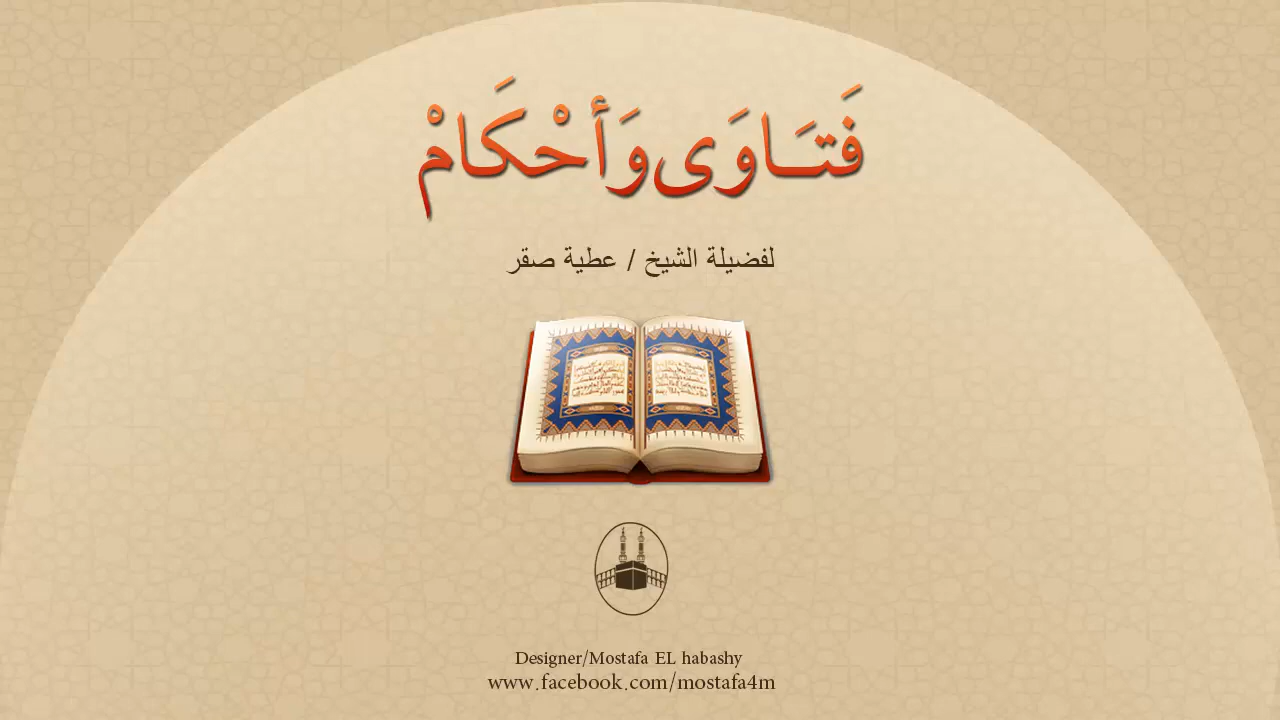 فَتَاوَى وَأَحْكَامْ
لفضيلة الشيخ / عطية صقر
Designer/Mostafa EL habashy
www.facebook.com/mostafa4m